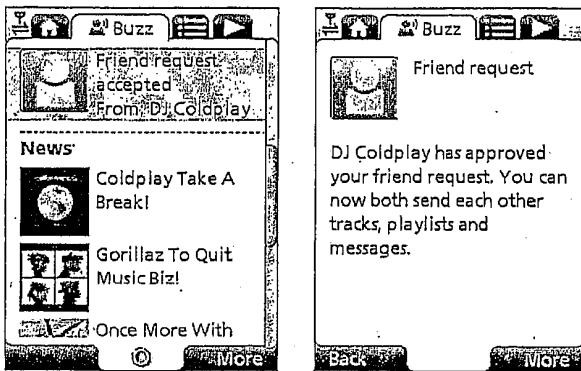 Buzz
Friend request
accepted
From: DJ Coldplay
News
Coldplay Take A
Break!
Gorillaz To Quit
Music Biz!
Once More With
More
Buzz
Friend request
DJ Coldplay has approved
your friend request. You can
now both send each other
tracks, playlists and
messages.
Back
More